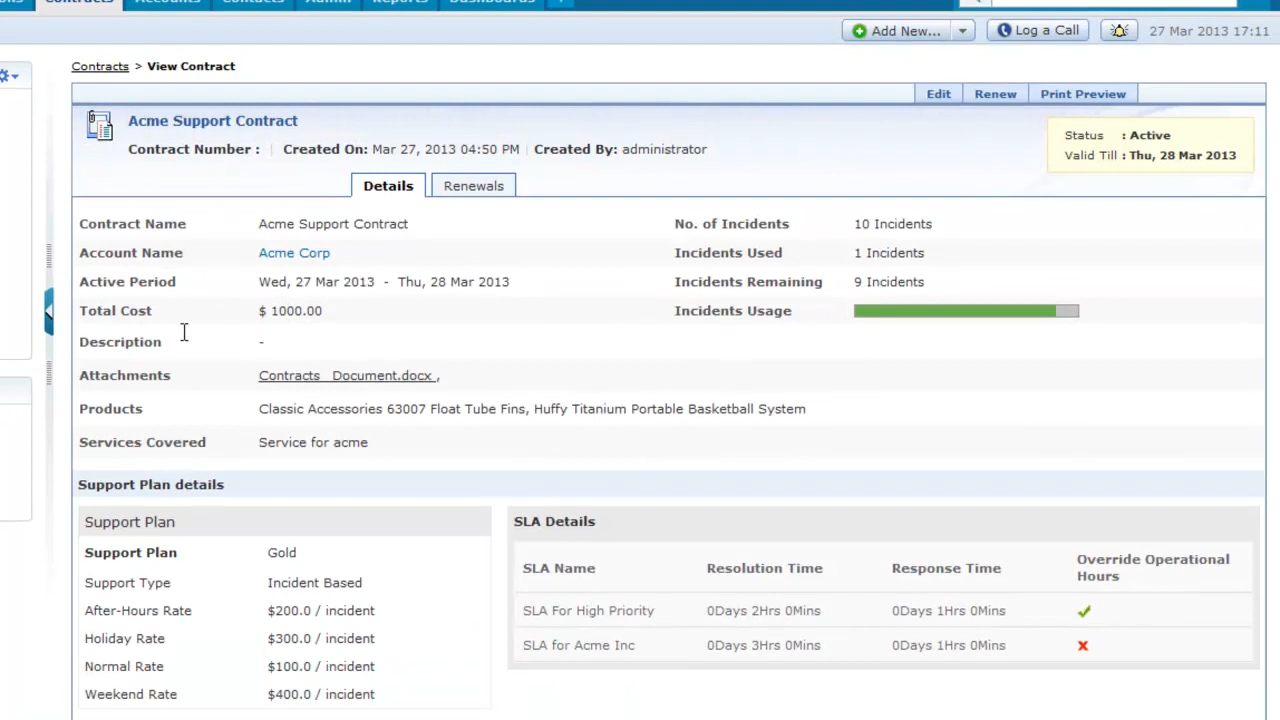 Contracts Accounts Contacts Admin Reports Dashboards +
Add New... Log a Call 27 Mar 2013 17:11
Contracts > View Contract
Edit Renew Print Preview
Acme Support Contract
Contract Number : Created On: Mar 27, 2013 04:50 PM Created By: administrator
Status : Active
Valid Till : Thu, 28 Mar 2013
Details Renewals
Contract Name Acme Support Contract No. of Incidents 10 Incidents
Account Name Acme Corp Incidents Used 1 Incidents
Active Period Wed, 27 Mar 2013 - Thu, 28 Mar 2013 Incidents Remaining 9 Incidents
Total Cost $ 1000.00 Incidents Usage
Description -
Attachments Contracts Document.docx ,
Products Classic Accessories 63007 Float Tube Fins, Huffy Titanium Portable Basketball System
Services Covered Service for acme
Support Plan details
Support Plan
Support Plan Gold
Support Type Incident Based
After-Hours Rate $200.0 / incident
Holiday Rate $300.0 / incident
Normal Rate $100.0 / incident
Weekend Rate $400.0 / incident
SLA Details
SLA Name Resolution Time Response Time Override Operational
Hours
SLA For High Priority 0Days 2Hrs 0Mins 0Days 1Hrs 0Mins
SLA for Acme Inc 0Days 3Hrs 0Mins 0Days 1Hrs 0Mins